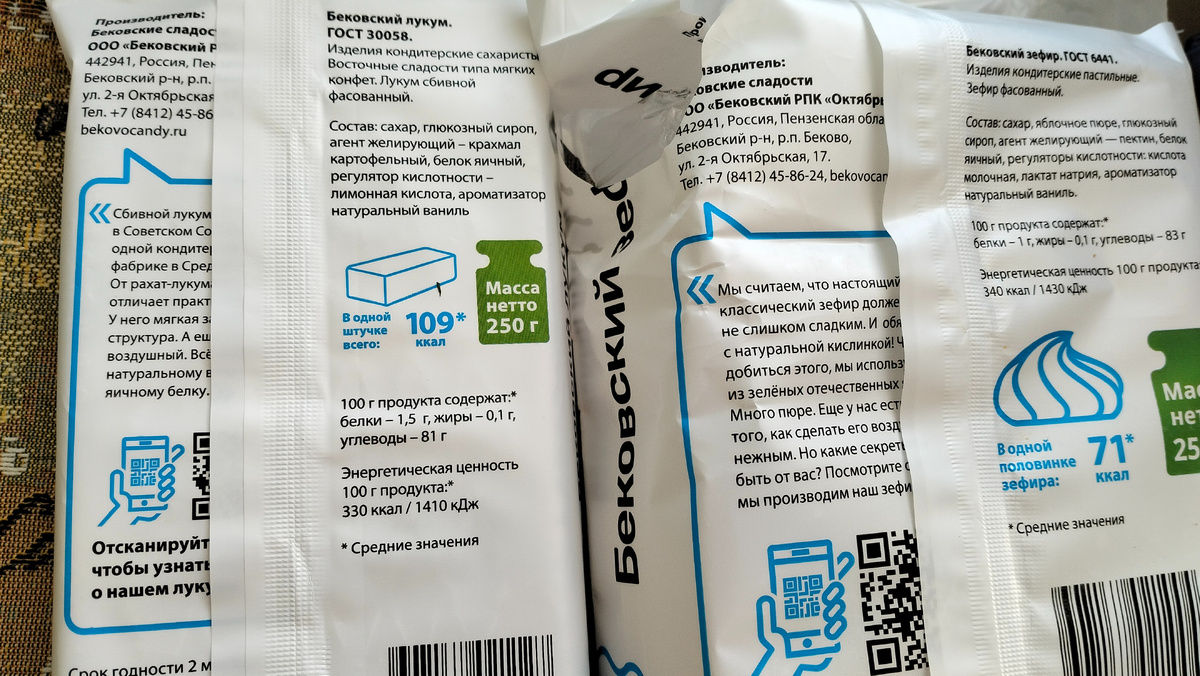 Производитель:
Бековские сладос
ООО «Бековский Р
442941, Россия, Пен
Бековский р-н, р.п.
ул. 2-я Октябрьская
Тел. +7 (8412) 45-86
bekovocandy.ru
Сбивной лукум
в Советском Со
одной кондитер
фабрике в Сред
От рахат-лукума
отличает практ
У него мягкая за
структура. А ещ
воздушный. Всё
натуральному в
яичному белку.
Отсканируйт
чтобы узнать
о нашем луку
Срок годности 2 м
Бековский лукум.
ГОСТ 30058.
Изделия кондитерские сахаристы
Восточные сладости типа мягких
конфет. Лукум сбивной
фасованный.
Состав: сахар, глюкозный сироп,
агент желирующий – крахмал
картофельный, белок яичный,
регулятор кислотности –
лимонная кислота, ароматизатор
натуральный ваниль
В одной
штучке
всего:
109*
ккал
Масса
нетто
250 г
100 г продукта содержат:*
белки – 1,5 г, жиры – 0,1 г,
углеводы – 81 г
Энергетическая ценность
100 г продукта:*
330 ккал / 1410 кДж
* Средние значения
Бековский зеф
изводитель:
овские сладости
ОО «Бековский РПК «Октябрь
442941, Россия, Пензенская обла
Бековский р-н, р.п. Беково,
ул. 2-я Октябрьская, 17.
Тел. +7 (8412) 45-86-24, bekovocan
Мы считаем, что настоящий
классический зефир долже
не слишком сладким. И обя
с натуральной кислинкой! Ч
добиться этого, мы использ
из зелёных отечественных
Много пюре. Еще у нас ест
того, как сделать его возд
нежным. Но какие секрет
быть от вас? Посмотрите с
мы производим наш зефи
Бековский зефир. ГОСТ 6441.
Изделия кондитерские пастильные.
Зефир фасованный.
Состав: сахар, яблочное пюре, глюкозный
сироп, агент желирующий — пектин, белок
яичный, регуляторы кислотности: кислота
молочная, лактат натрия, ароматизатор
натуральный ваниль.
100 г продукта содержат:*
белки – 1 г, жиры – 0,1 г, углеводы – 83 г
Энергетическая ценность 100 г продукта
340 ккал / 1430 кДж
В одной
половинке
зефира:
71*
ккал
Мас
не
25
* Средние значения